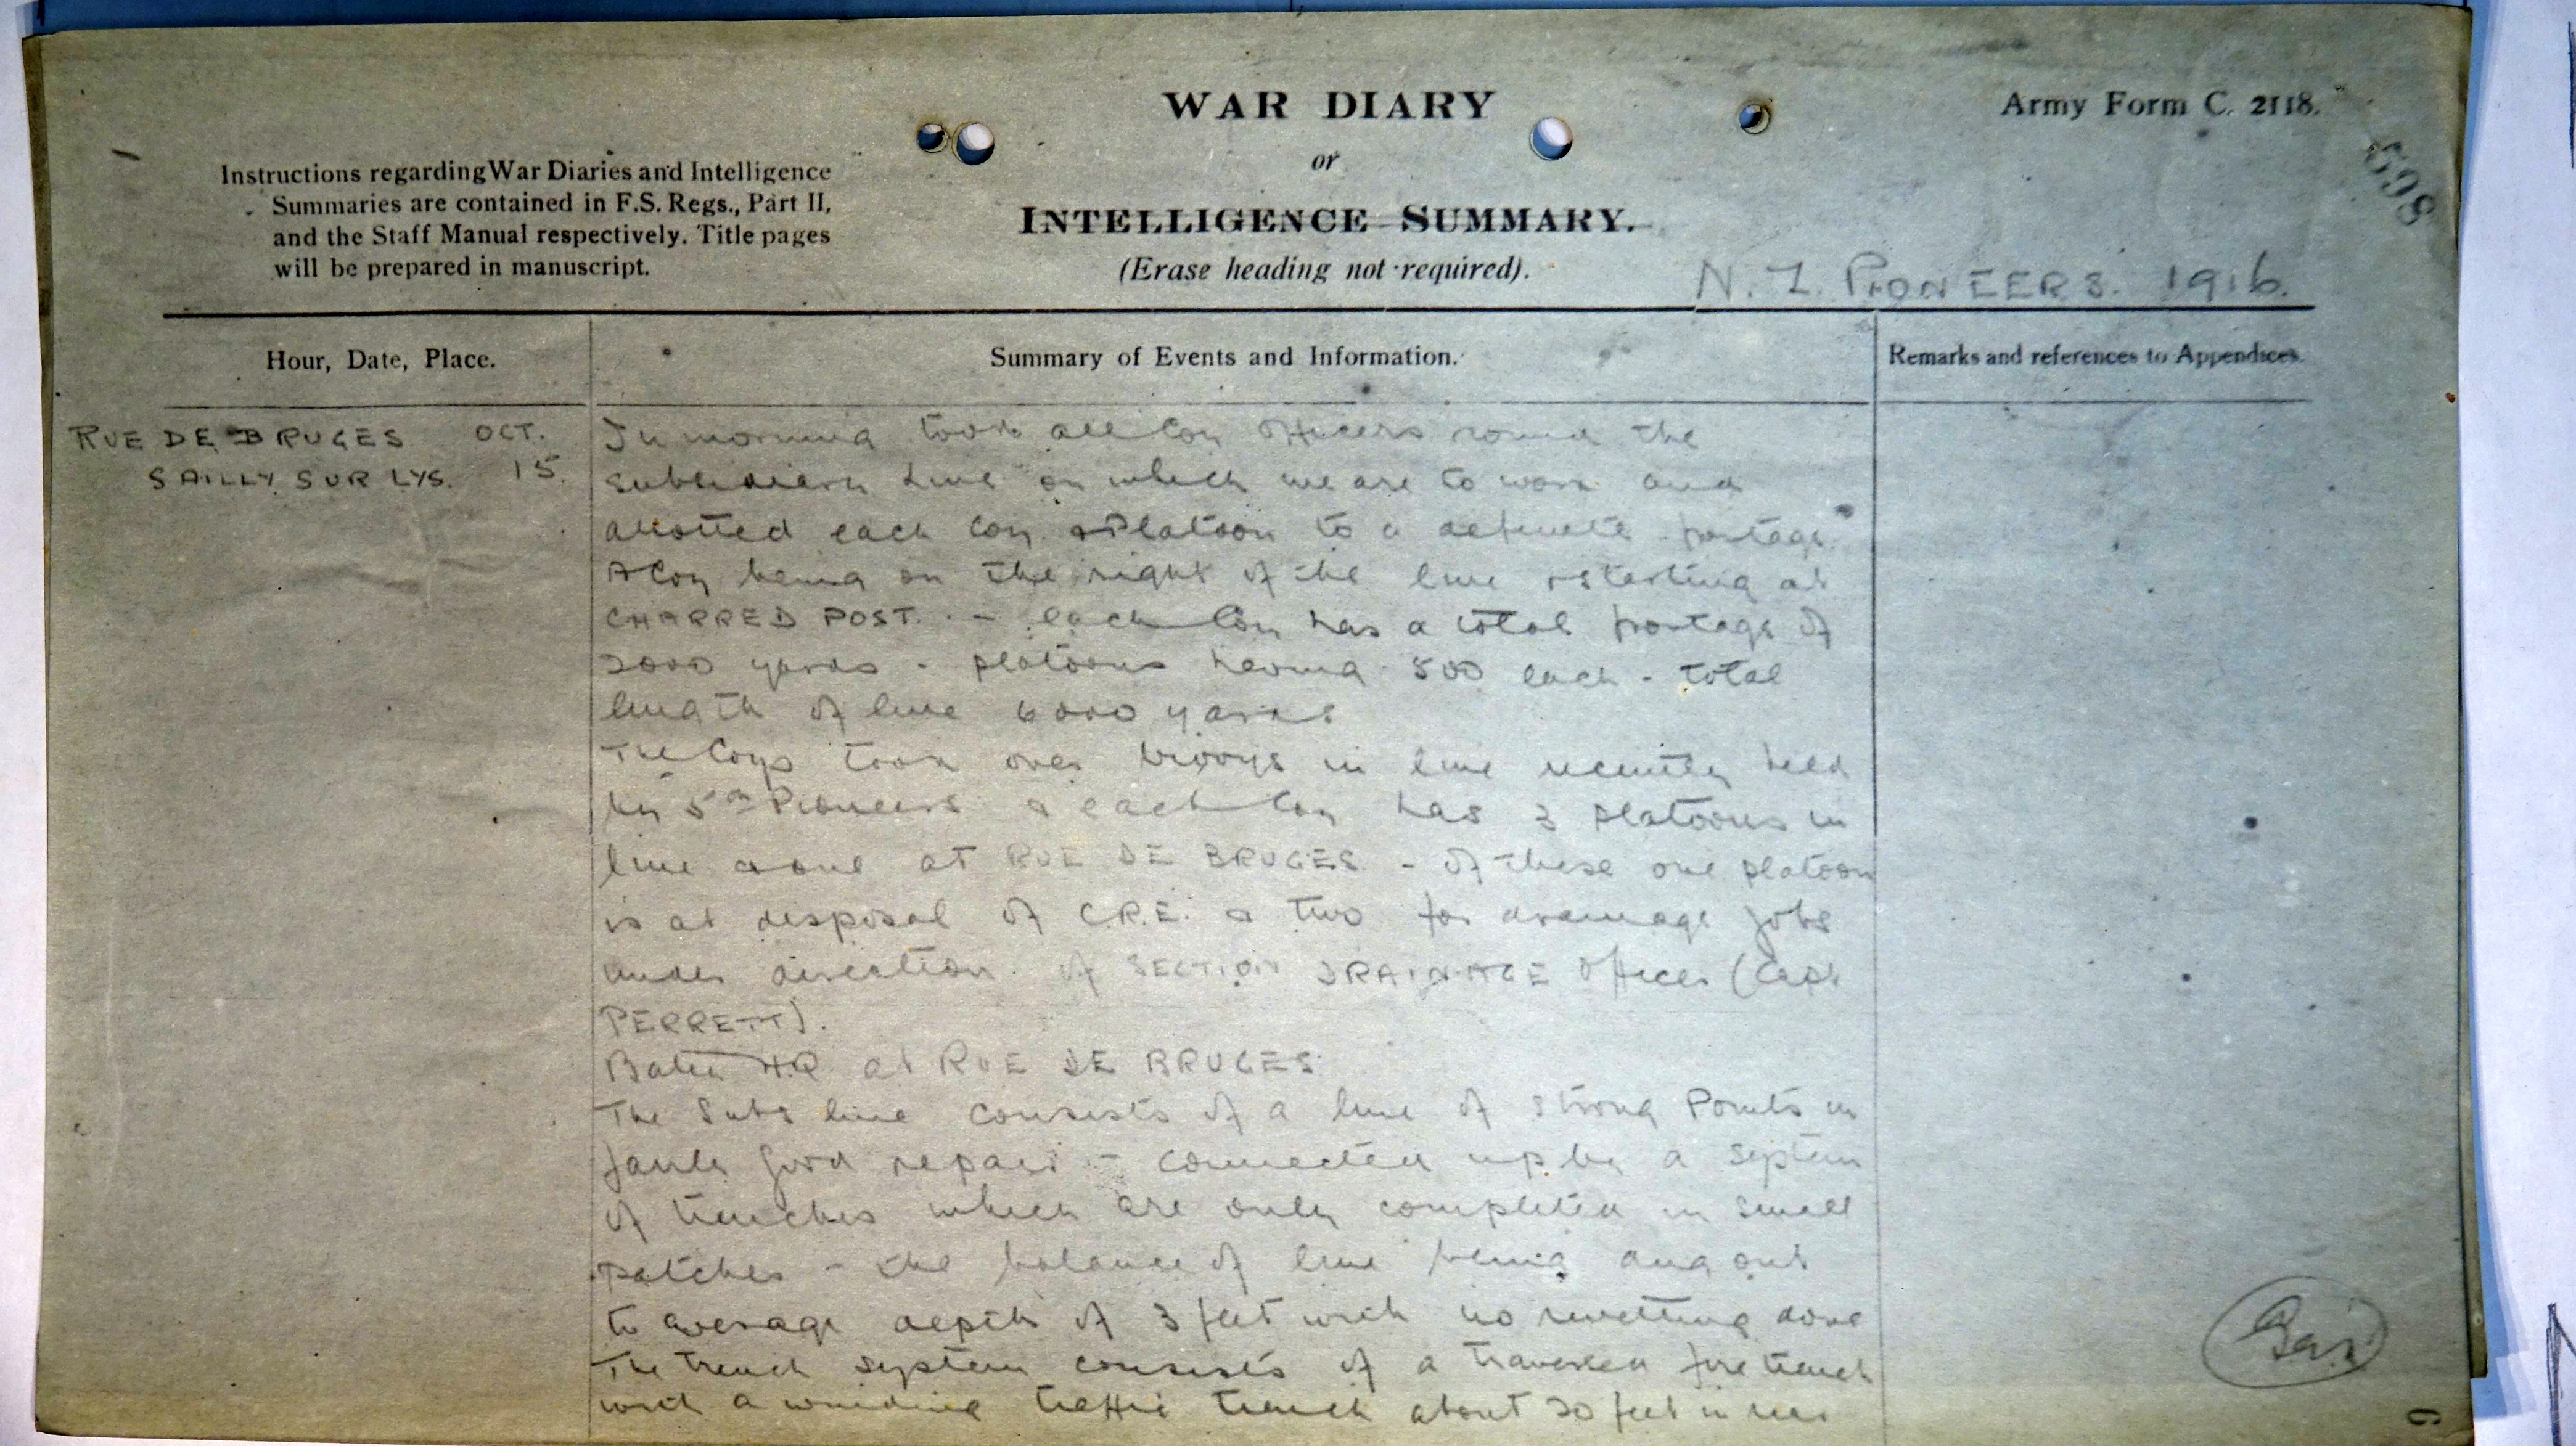 WAR DIARY
or
INTELLIGENCE SUMMARY.
(Erase heading not required).
Army Form C. 2118.
Instructions regarding War Diaries and Intelligence
Summaries are contained in F.S. Regs., Part II,
and the Staff Manual respectively. Title pages
will be prepared in manuscript.
N.Z. PIONEERS. 1916.
Hour, Date, Place.
Summary of Events and Information.
Remarks and references to Appendices.
RUE DE BRUGES OCT.
SAILLY SUR LYS. 15.
In morning took all Coy Officers round the
subsidiary Line on which we are to work and
allotted each Coy & Platoon to a definite frontage
A Coy being on the right of the line & starting at
CHARRED POST. - each Coy has a total frontage of
2000 yards - platoons having 500 each - total
length of line 6000 yards
The Coys took over bivvys in line recently held
by 5th Pioneers & each Coy has 3 platoons in
line & one at RUE DE BRUGES - of these one platoon
is at disposal of C.R.E. & two for drainage jobs
under direction of SECTION DRAINAGE Officer (Capt
PERRETT).
Battn H.Q at RUE DE BRUGES
The Subs line consists of a line of strong Points in
fairly good repair - connected up by a system
of trenches which are only completed in small
patches - the balance of line being dug out
to average depth of 3 feet with no revetting done
The trench system consists of a traversed fire trench
with a winding traffic trench about 20 feet in rear